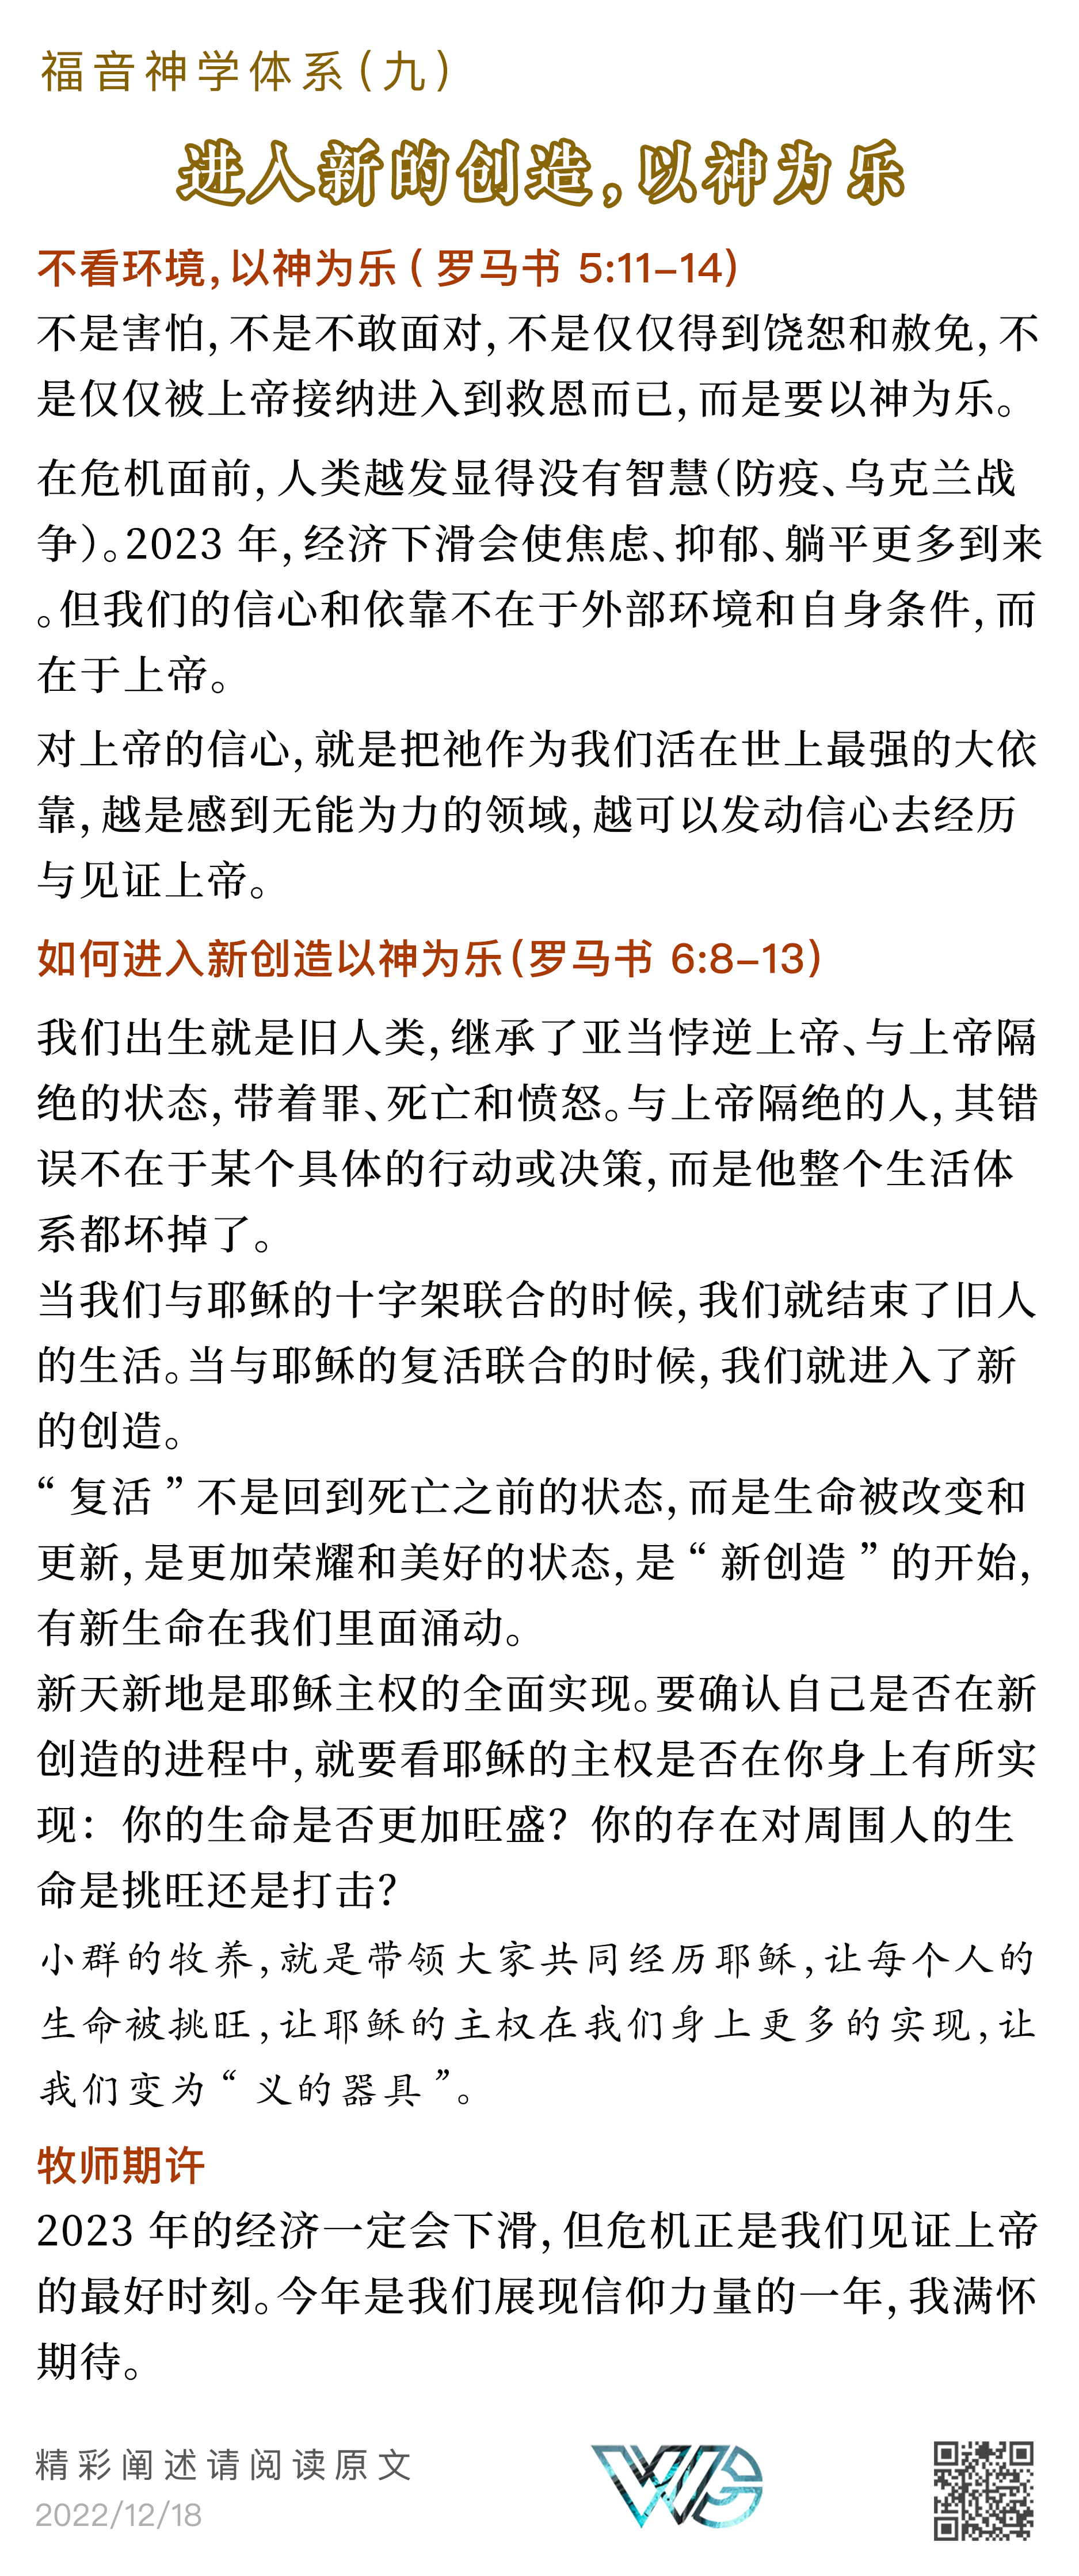 福音神学体系（九）
进入新的创造，以神为乐
不看环境，以神为乐（ 罗马书 5:11-14）
不是害怕，不是不敢面对，不是仅仅得到饶恕和赦免，不
是仅仅被上帝接纳进入到救恩而已，而是要以神为乐。
在危机面前，人类越发显得没有智慧（防疫、乌克兰战
争）。2023 年，经济下滑会使焦虑、抑郁、躺平更多到来
。但我们的信心和依靠不在于外部环境和自身条件，而
在于上帝。
对上帝的信心，就是把祂作为我们活在世上最强的大依
靠，越是感到无能为力的领域，越可以发动信心去经历
与见证上帝。
如何进入新创造以神为乐（罗马书 6:8-13）
我们出生就是旧人类，继承了亚当悖逆上帝、与上帝隔
绝的状态，带着罪、死亡和愤怒。与上帝隔绝的人，其错
误不在于某个具体的行动或决策，而是他整个生活体
系都坏掉了。
当我们与耶稣的十字架联合的时候，我们就结束了旧人
的生活。当与耶稣的复活联合的时候，我们就进入了新
的创造。
“ 复活 ” 不是回到死亡之前的状态，而是生命被改变和
更新，是更加荣耀和美好的状态，是 “ 新创造 ” 的开始，
有新生命在我们里面涌动。
新天新地是耶稣主权的全面实现。要确认自己是否在新
创造的进程中，就要看耶稣的主权是否在你身上有所实
现：你的生命是否更加旺盛？你的存在对周围人的生
命是挑旺还是打击？
小群的牧养，就是带领大家共同经历耶稣，让每个人的
生命被挑旺，让耶稣的主权在我们身上更多的实现，让
我们变为 “ 义的器具 ”。
牧师期许
2023 年的经济一定会下滑，但危机正是我们见证上帝
的最好时刻。今年是我们展现信仰力量的一年，我满怀
期待。
精彩阐述请阅读原文
2022/12/18